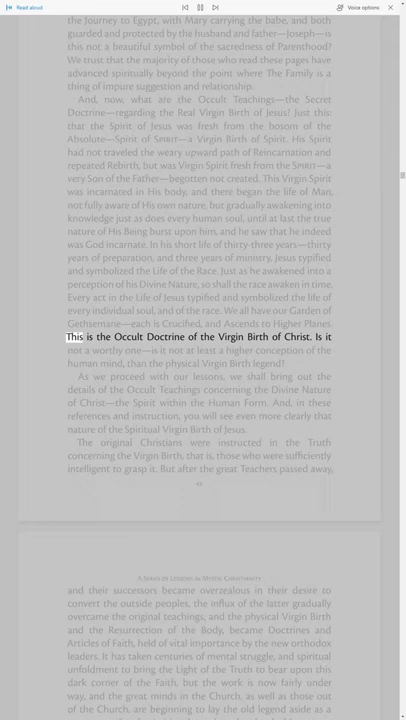 Read aloud
Voice options
the Journey to Egypt, with Mary carrying the babe, and both
guarded and protected by the husband and father—Joseph—is
this not a beautiful symbol of the sacredness of Parenthood?
We trust that the majority of those who read these pages have
advanced spiritually beyond the point where The Family is a
thing of impure suggestion and relationship.
And, now, what are the Occult Teachings—the Secret
Doctrine—regarding the Real Virgin Birth of Jesus? Just this:
that the Spirit of Jesus was fresh from the bosom of the
Absolute—Spirit of SPIRIT—a Virgin Birth of Spirit. His Spirit
had not traveled the weary upward path of Reincarnation and
repeated Rebirth, but was Virgin Spirit fresh from the SPIRIT—a
very Son of the Father—begotten not created. This Virgin Spirit
was incarnated in His body, and there began the life of Man,
not fully aware of His own nature, but gradually awakening into
knowledge just as does every human soul, until at last the true
nature of His Being burst upon him, and he saw that he indeed
was God incarnate. In his short life of thirty-three years—thirty
years of preparation, and three years of ministry, Jesus typified
and symbolized the Life of the Race. Just as he awakened into a
perception of his Divine Nature, so shall the race awaken in time.
Every act in the Life of Jesus typified and symbolized the life of
every individual soul, and of the race. We all have our Garden of
Gethsemane—each is Crucified, and Ascends to Higher Planes.
This is the Occult Doctrine of the Virgin Birth of Christ. Is it
not a worthy one—is it not at least a higher conception of the
human mind, than the physical Virgin Birth legend?
As we proceed with our lessons, we shall bring out the
details of the Occult Teachings concerning the Divine Nature
of Christ—the Spirit within the Human Form. And, in these
references and instruction, you will see even more clearly that
nature of the Spiritual Virgin Birth of Jesus.
The original Christians were instructed in the Truth
concerning the Virgin Birth, that is, those who were sufficiently
intelligent to grasp it. But after the great Teachers passed away,
A SERIES OF LESSONS IN MYSTIC CHRISTIANITY
and their successors became overzealous in their desire to
convert the outside peoples, the influx of the latter gradually
overcame the original teachings, and the physical Virgin Birth
and the Resurrection of the Body, became Doctrines and
Articles of Faith, held of vital importance by the new orthodox
leaders. It has taken centuries of mental struggle, and spiritual
unfoldment to bring the Light of the Truth to bear upon this
dark corner of the Faith, but the work is now fairly under
way, and the great minds in the Church, as well as those out
of the Church, are beginning to lay the old legend aside as a